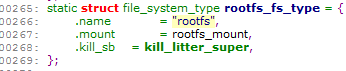 00265: static struct file_system_type rootfs_fs_type = {
00266:     .name       = "rootfs",
00267:     .mount      = rootfs_mount,
00268:     .kill_sb    = kill_litter_super,
00269: };